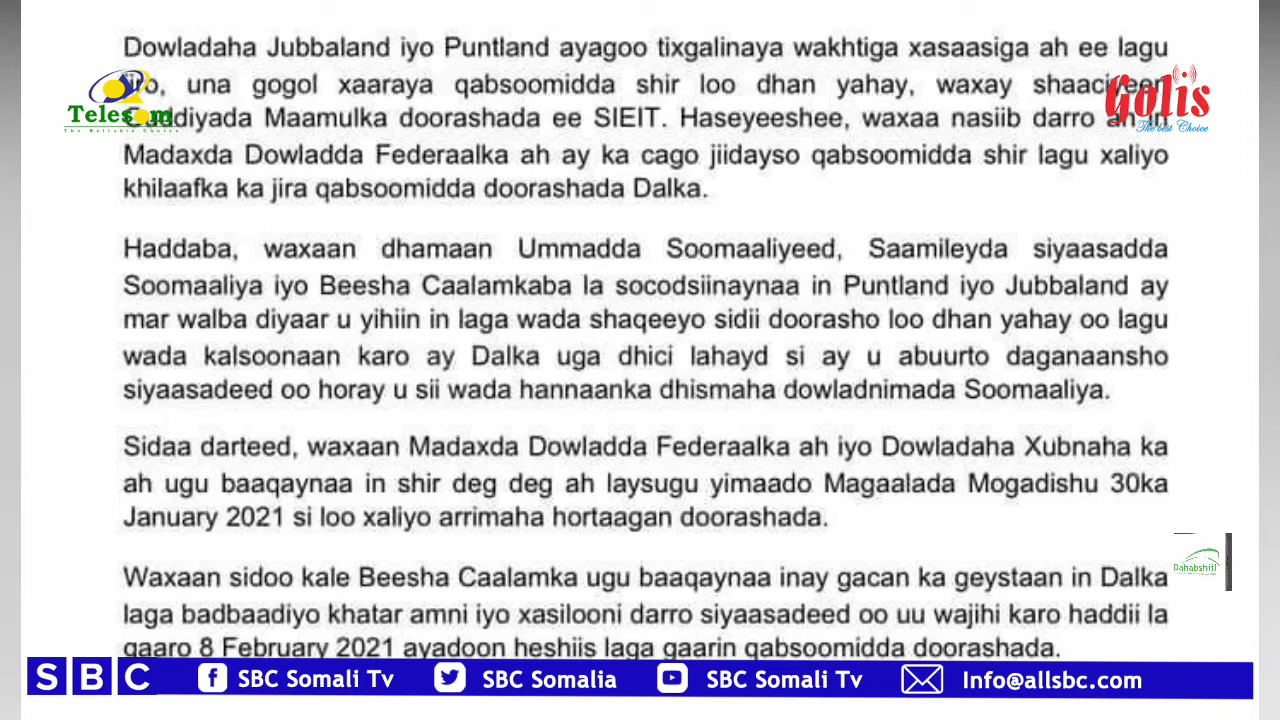 Dowladaha Jubbaland iyo Puntland ayagoo tixgalinaya wakhtiga xasaasiga ah ee lagu
una gogol xaaraya qabsoomidda shir loo dhan yahay, waxay
Maamulka doorashada ee SIEIT. Haseyeeshee, waxaa nasiib darro
Madaxda Dowladda Federaalka ah ay ka cago jiidayso qabsoomidda shir lagu xaliyo
khilaafka ka jira qabsoomidda doorashada Dalka.
Telesom
The Reliable Choice
Golis
The best Choice
Haddaba, waxaan dhamaan Ummadda Soomaaliyeed, Saamileyda siyaasadda
Soomaaliya iyo Beesha Caalamkaba la socodsiinaynaa in Puntland iyo Jubbaland ay
mar walba diyaar u yihiin in laga wada shaqeeyo sidii doorasho loo dhan yahay oo lagu
wada kalsoonaan karo ay Dalka uga dhici lahayd si ay u abuurto daganaansho
siyaasadeed oo horay u sii wada hannaanka dhismaha dowladnimada Soomaaliya.
Sidaa darteed, waxaan Madaxda Dowladda Federaalka ah iyo Dowladaha Xubnaha ka
ah ugu baaqaynaa in shir deg deg ah laysugu yimaado Magaalada Mogadishu 30ka
January 2021 si loo xaliyo arrimaha hortaagan doorashada.
Dahabshiil
Waxaan sidoo kale Beesha Caalamka ugu baaqaynaa inay gacan ka geystaan in Dalka
laga badbaadiyo khatar amni iyo xasilooni darro siyaasadeed oo uu wajihi karo haddii la
gaaro 8 February 2021 ayadoon heshiis laga gaarin qabsoomidda doorashada.
SBC
SBC Somali Tv
SBC Somalia
SBC Somali Tv
Info@allsbc.com